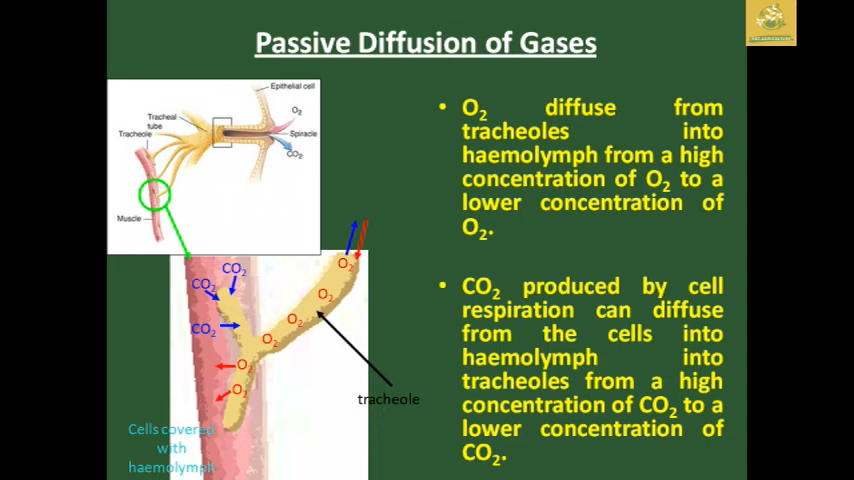 Passive Diffusion of Gases
Epithelial cell
O₂
Tracheal
tube
Tracheole
Spiracle
CO₂
Muscle
• O₂ diffuse from
tracheoles into
haemolymph from a high
concentration of O₂ to a
lower concentration of
O₂.
CO₂
CO₂
O₂
O₂
CO₂
O₂
O₂
O₂
O₂
tracheole
Cells covered
with
haemolymph
• CO₂ produced by cell
respiration can diffuse
from the cells into
haemolymph into
tracheoles from a high
concentration of CO₂ to a
lower concentration of
CO₂.